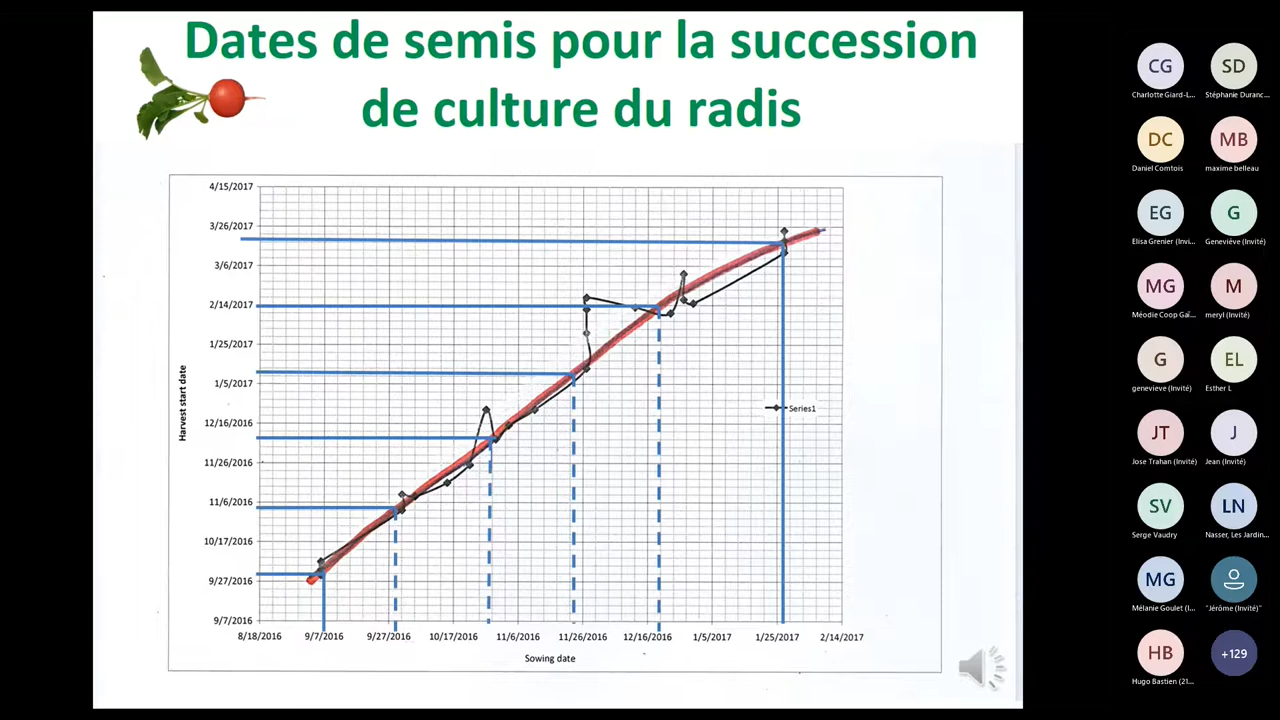 Dates de semis pour la succession
de culture du radis
4/15/2017
3/26/2017
3/6/2017
2/14/2017
1/25/2017
1/5/2017
12/16/2016
11/26/2016
11/6/2016
10/17/2016
9/27/2016
9/7/2016
Harvest start date
Series1
8/18/2016 9/7/2016 9/27/2016 10/17/2016 11/6/2016 11/26/2016 12/16/2016 1/5/2017 1/25/2017 2/14/2017
Sowing date
CG SD
Charlotte Giard-L... Stéphanie Duranc...
DC MB
Daniel Comtois maxime belleau
EG G
Elisa Grenier (Invi... Geneviève (Invité)
MG M
Méodie Coop Gaï... meryl (Invité)
G EL
genevieve (Invité) Esther L
JT J
Jose Trahan (Invité) Jean (Invité)
SV LN
Serge Vaudry Nasser, Les Jardin...
MG
Mélanie Goulet (I... "Jérôme (Invité)"
HB +129
Hugo Bastien (21...